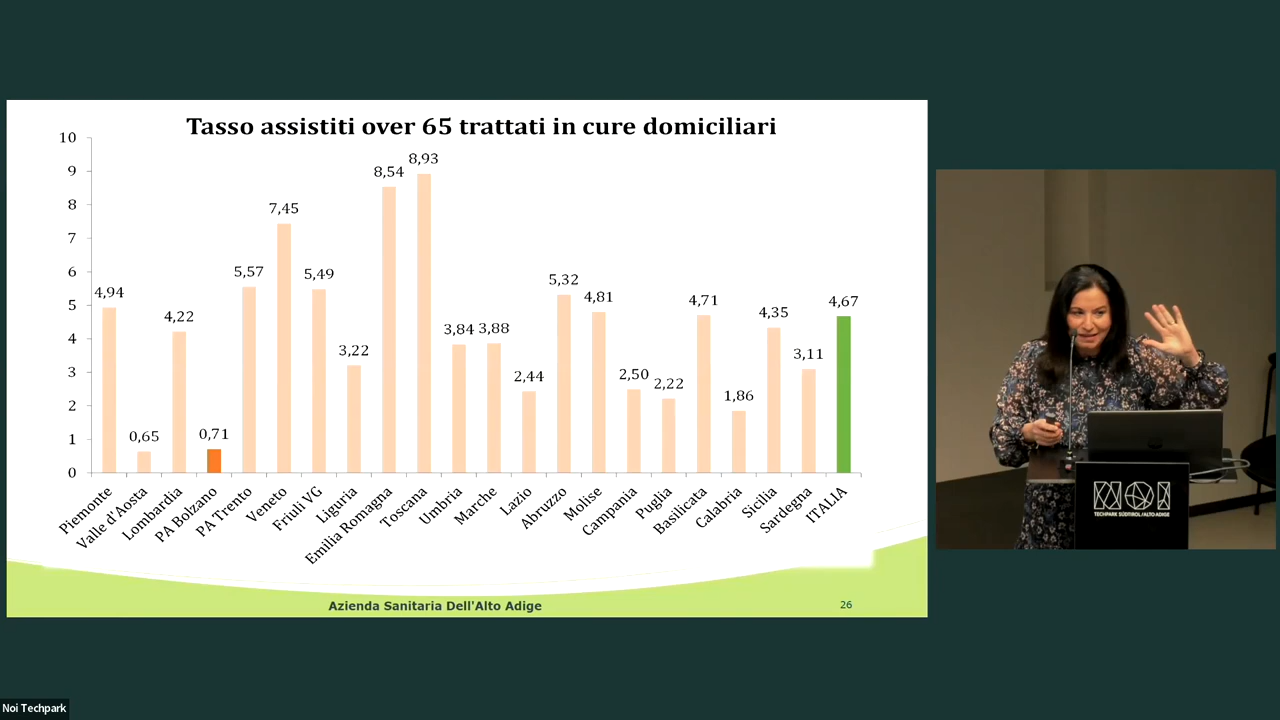 Tasso assistiti over 65 trattati in cure domiciliari
10
9
8
7
6
5
4
3
2
1
0
4,94
0,65
4,22
0,71
5,57
7,45
5,49
3,22
8,54
8,93
3,84
3,88
2,44
5,32
4,81
2,50
2,22
4,71
1,86
4,35
3,11
4,67
Piemonte
Valle d'Aosta
Lombardia
PA Bolzano
PA Trento
Veneto
Friuli VG
Liguria
Emilia Romagna
Toscana
Umbria
Marche
Lazio
Abruzzo
Molise
Campania
Puglia
Basilicata
Calabria
Sicilia
Sardegna
ITALIA
Azienda Sanitaria Dell'Alto Adige
26
NOI
TECHPARK SÜDTIROL/ALTO ADIGE
Noi Techpark